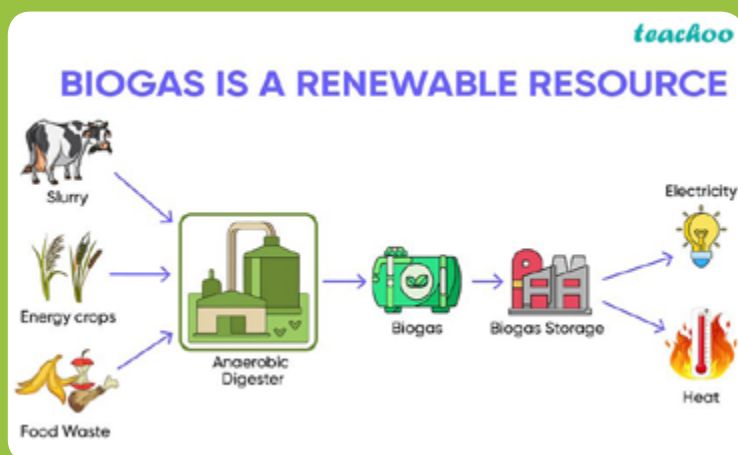 teachoo
BIOGAS IS A RENEWABLE RESOURCE
Slurry
Energy crops
Food Waste
Anaerobic
Digester
Biogas
Biogas Storage
Electricity
Heat